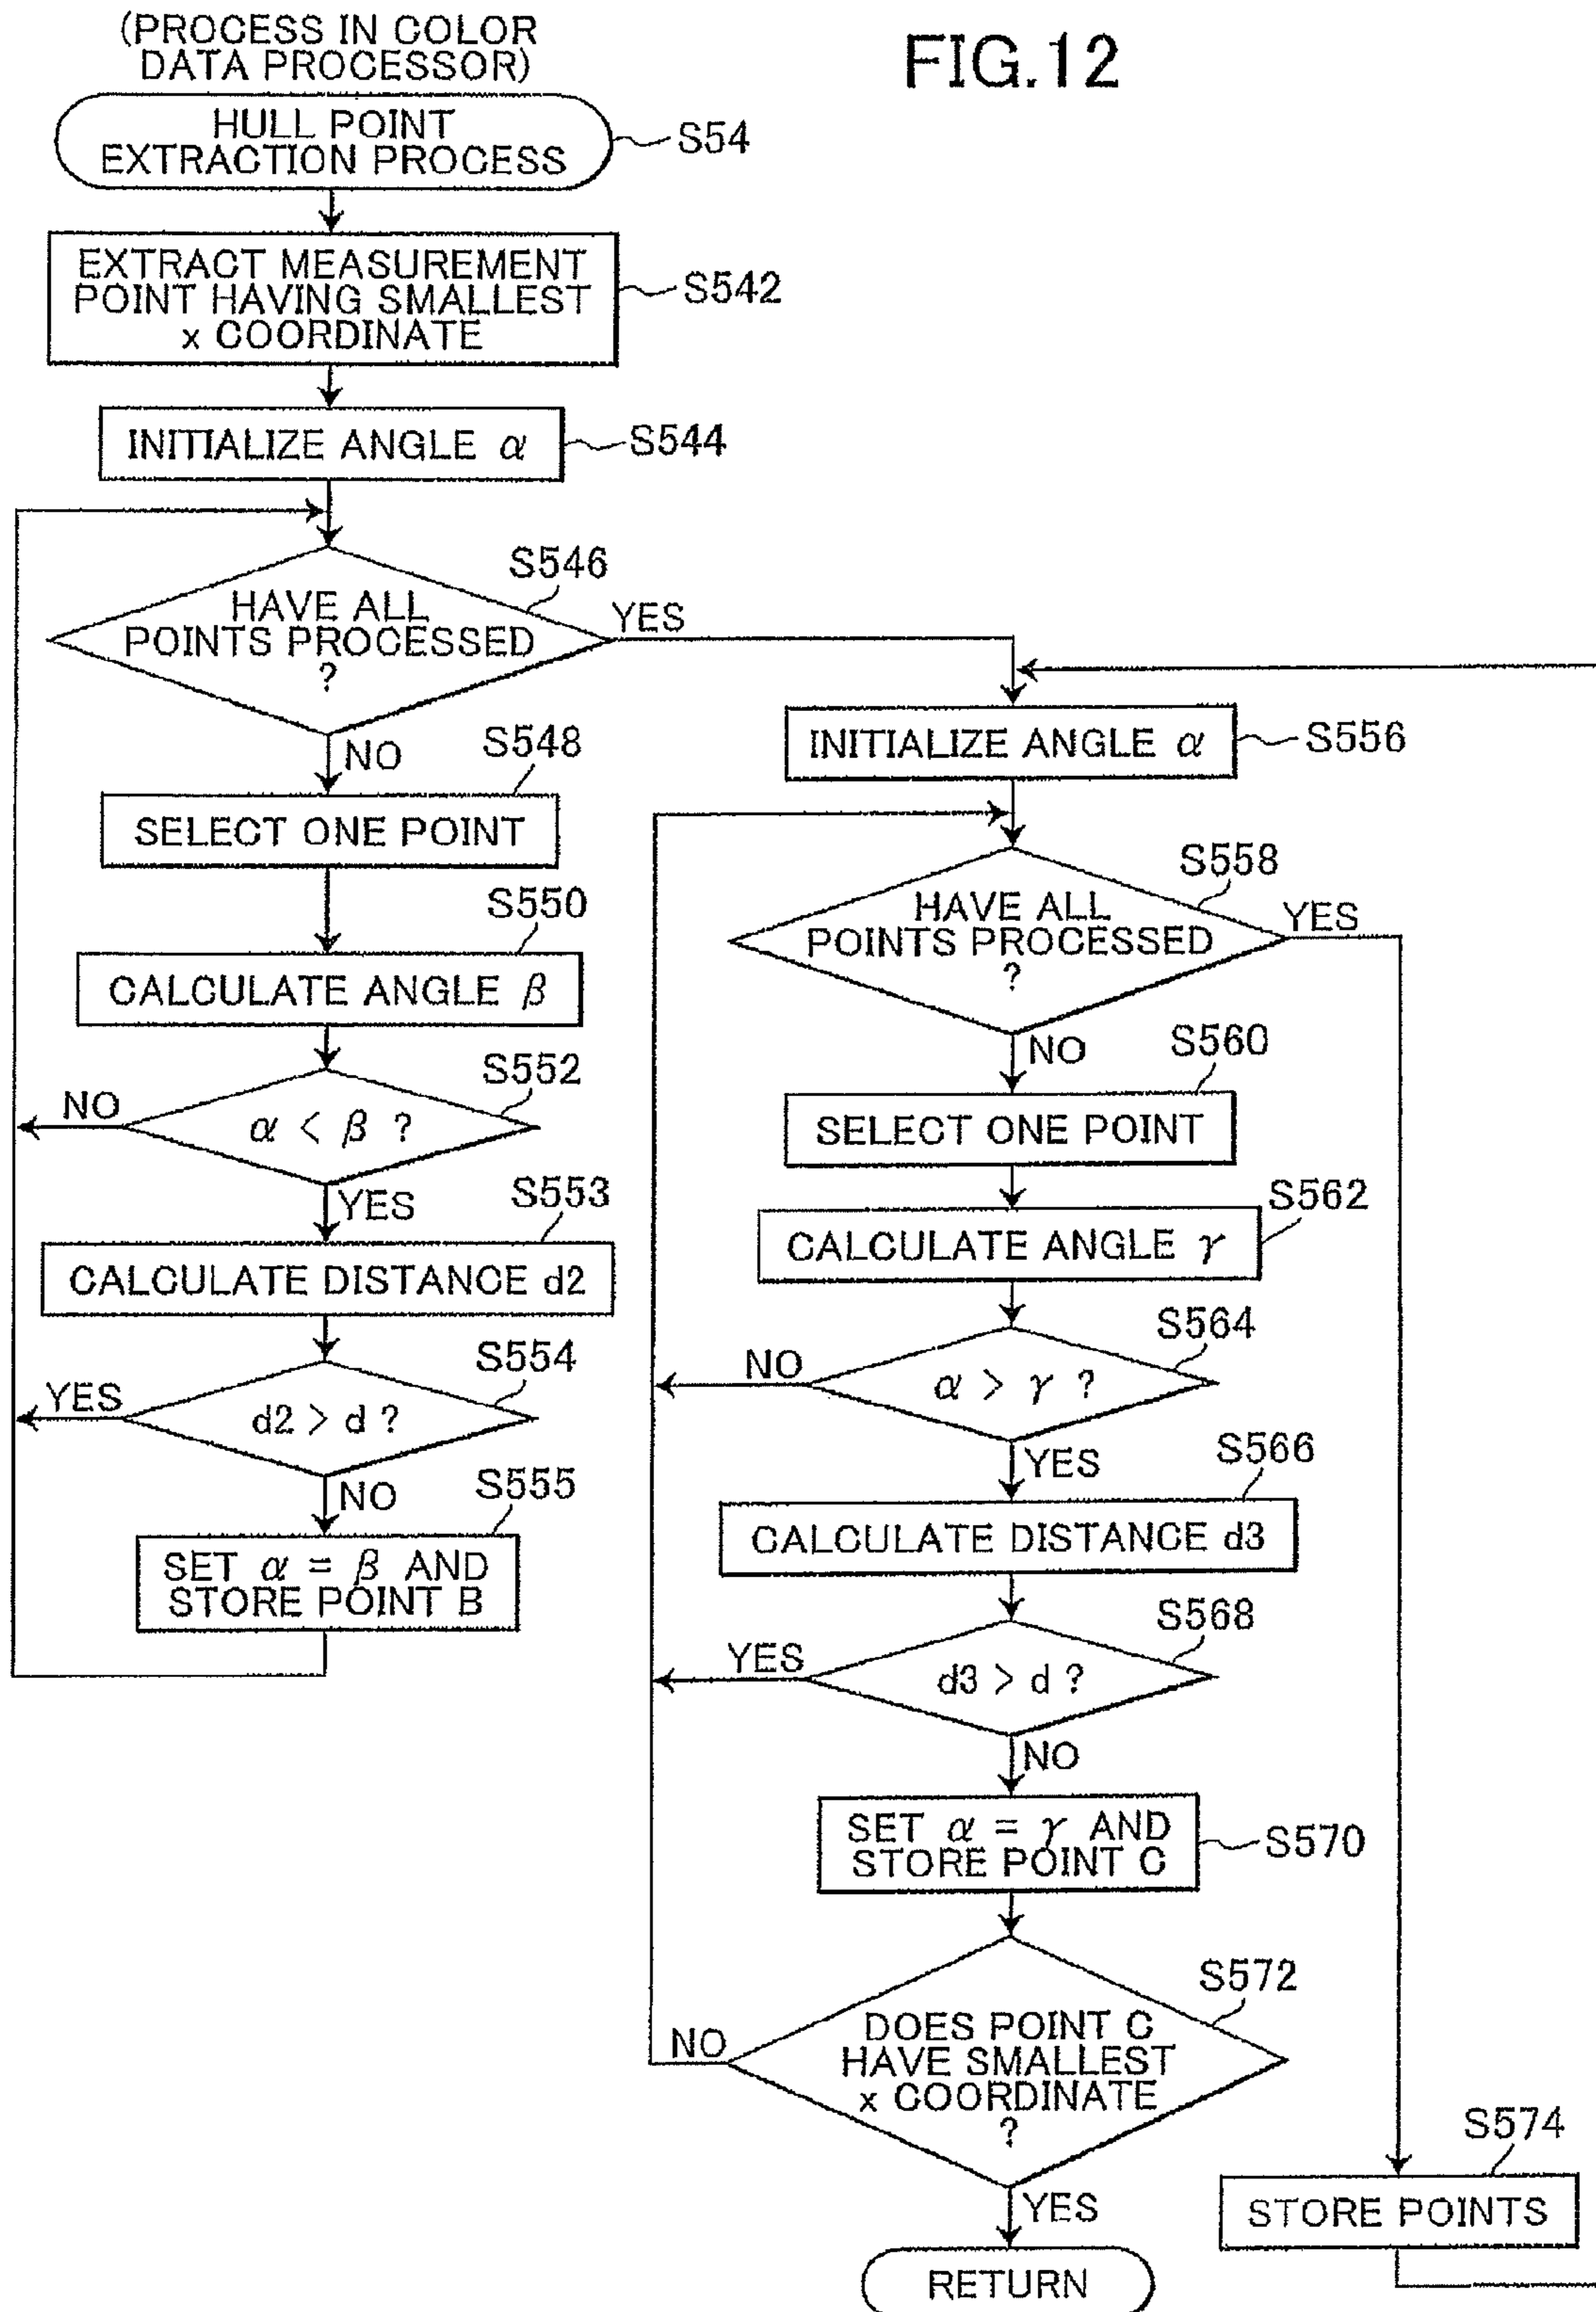 (PROCESS IN COLOR
DATA PROCESSOR)
FIG.12
HULL POINT
EXTRACTION PROCESS
S54
EXTRACT MEASUREMENT
POINT HAVING SMALLEST
x COORDINATE
S542
INITIALIZE ANGLE α
S544
S546
HAVE ALL
POINTS PROCESSED
?
YES
NO
S548
SELECT ONE POINT
S550
CALCULATE ANGLE β
S552
α < β ?
NO
YES
S553
CALCULATE DISTANCE d2
S554
d2 > d ?
YES
NO
S555
SET α = β AND
STORE POINT B
INITIALIZE ANGLE α
S556
S558
HAVE ALL
POINTS PROCESSED
?
YES
NO
S560
SELECT ONE POINT
S562
CALCULATE ANGLE γ
S564
α > γ ?
NO
YES
S566
CALCULATE DISTANCE d3
S568
d3 > d ?
YES
NO
SET α = γ AND
STORE POINT C
S570
S572
DOES POINT C
HAVE SMALLEST
x COORDINATE
?
NO
YES
RETURN
S574
STORE POINTS